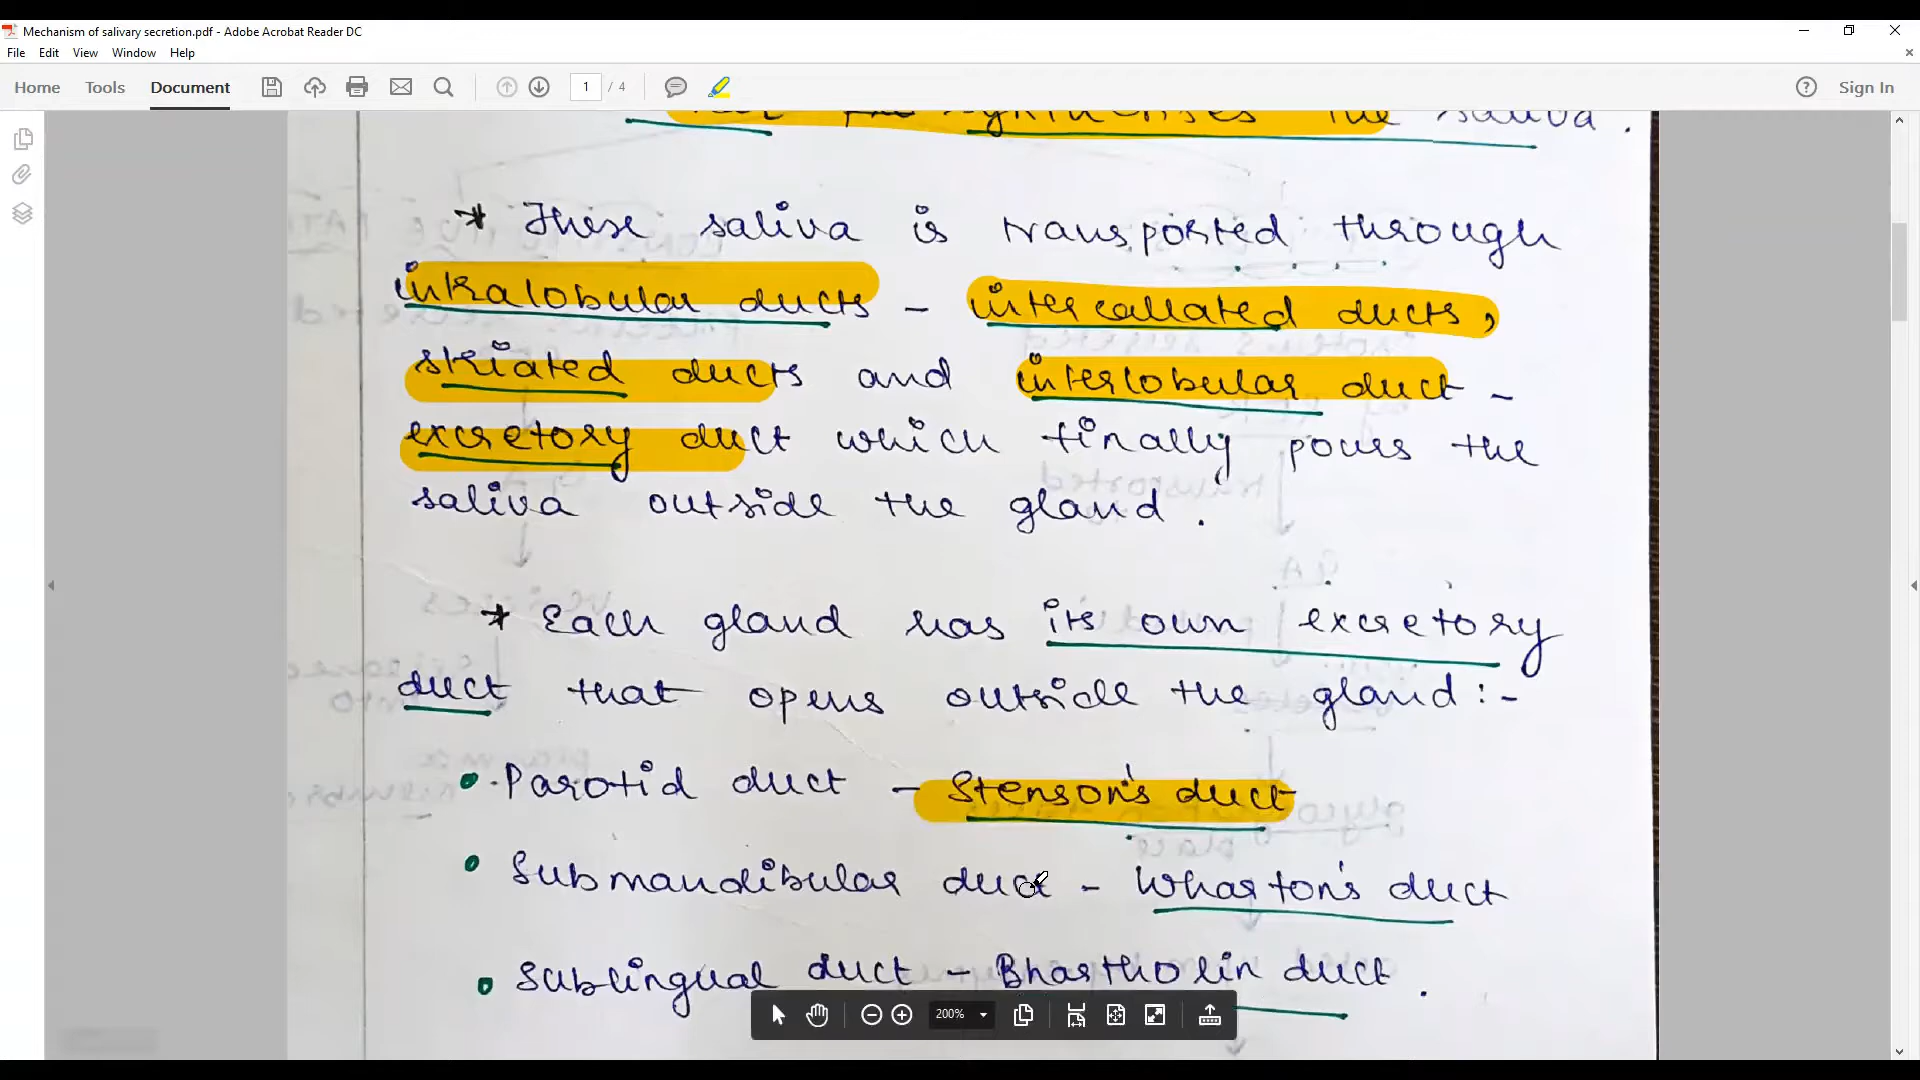 Mechanism of salivary secretion.pdf - Adobe Acrobat Reader DC
File Edit View Window Help
Home Tools Document 1 / 4 Sign In
the saliva .
* These saliva is transported through
intralobular ducts - intercallated ducts,
striated ducts and interlobular duct -
excretory duct which finally pours the
saliva outside the gland .
* Each gland has its own excretory
duct that opens outside the gland :-
• Parotid duct - Stenson's duct
• Submandibular duct - Wharton's duct
• Sublingual duct - Bhartholin duct .
200%